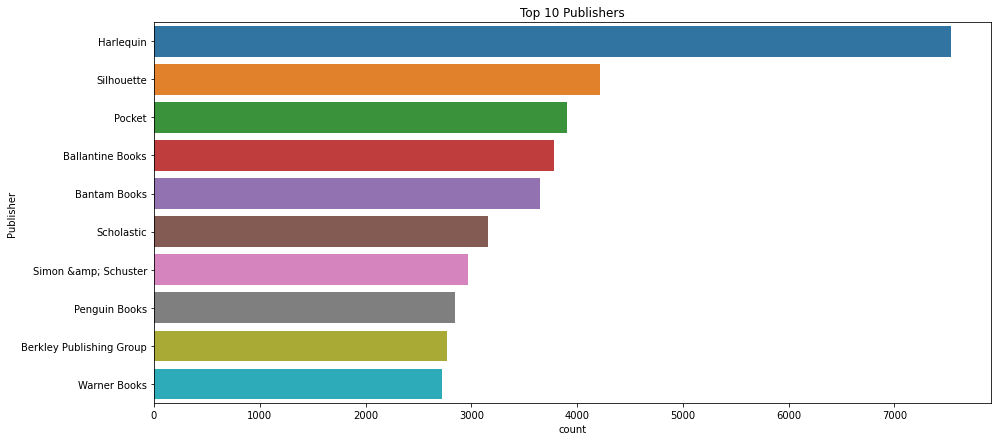 Top 10 Publishers
Harlequin
Silhouette
Pocket
Ballantine Books
Bantam Books
Scholastic
Simon &amp; Schuster
Penguin Books
Berkley Publishing Group
Warner Books
Publisher
0 1000 2000 3000 4000 5000 6000 7000
count